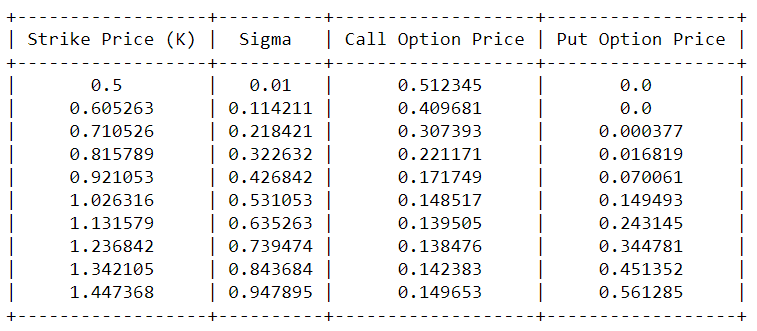 +------------------+----------+-------------------+------------------+
| Strike Price (K) |  Sigma   | Call Option Price | Put Option Price |
+------------------+----------+-------------------+------------------+
|       0.5        |   0.01   |      0.512345     |       0.0        |
|     0.605263     | 0.114211 |      0.409681     |       0.0        |
|     0.710526     | 0.218421 |      0.307393     |     0.000377     |
|     0.815789     | 0.322632 |      0.221171     |     0.016819     |
|     0.921053     | 0.426842 |      0.171749     |     0.070061     |
|     1.026316     | 0.531053 |      0.148517     |     0.149493     |
|     1.131579     | 0.635263 |      0.139505     |     0.243145     |
|     1.236842     | 0.739474 |      0.138476     |     0.344781     |
|     1.342105     | 0.843684 |      0.142383     |     0.451352     |
|     1.447368     | 0.947895 |      0.149653     |     0.561285     |
+------------------+----------+-------------------+------------------+